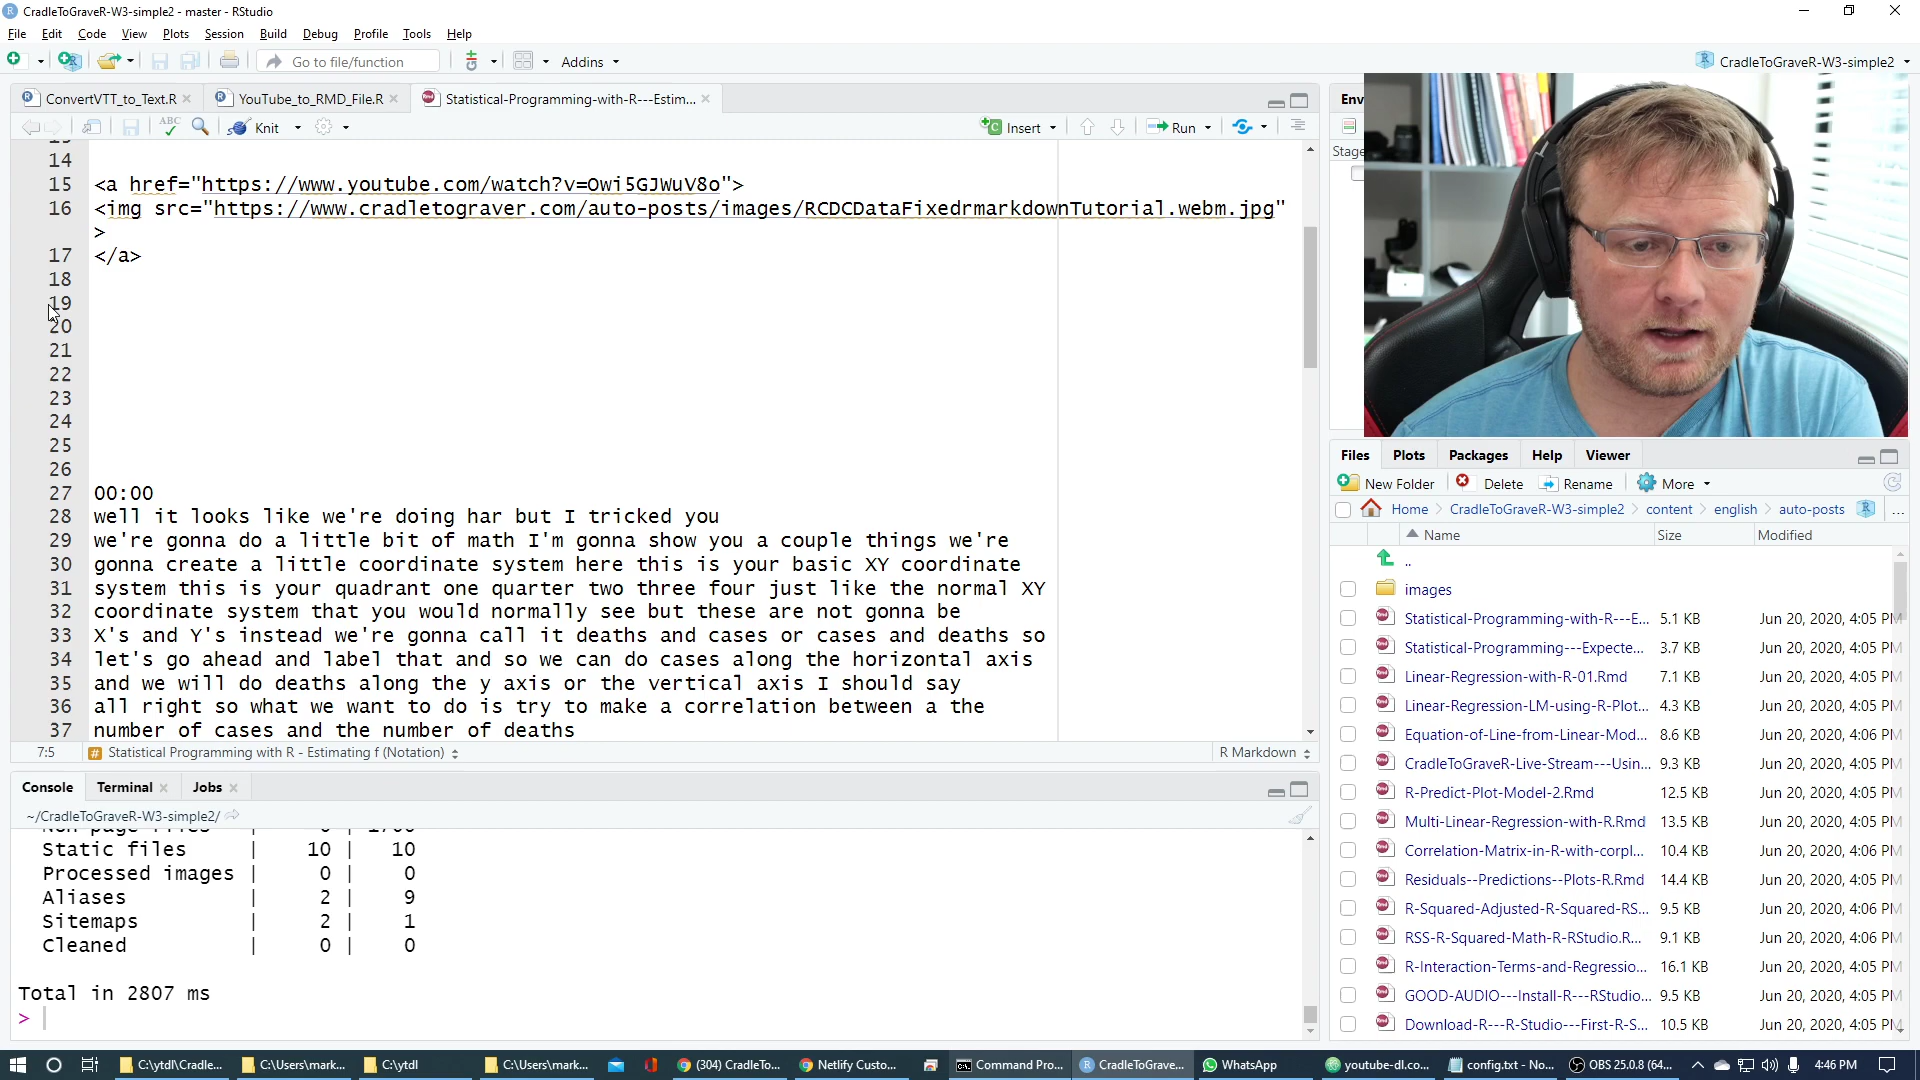 CradleToGraveR-W3-simple2 - master - RStudio
File Edit Code View Plots Session Build Debug Profile Tools Help
Go to file/function Addins CradleToGraveR-W3-simple2
ConvertVTT_to_Text.R YouTube_to_RMD_File.R Statistical-Programming-with-R---Estim... Env
ABC Knit Insert Run
Stage
14
15 <a href="https://www.youtube.com/watch?v=Owi5GJWuV8o">
16 <img src="https://www.cradletograver.com/auto-posts/images/RCDCDataFixedrmarkdownTutorial.webm.jpg"
>
17 </a>
18
19
20
21
22
23
24
25
26
27 00:00
28 well it looks like we're doing har but I tricked you
29 we're gonna do a little bit of math I'm gonna show you a couple things we're
30 gonna create a little coordinate system here this is your basic XY coordinate
31 system this is your quadrant one quarter two three four just like the normal XY
32 coordinate system that you would normally see but these are not gonna be
33 X's and Y's instead we're gonna call it deaths and cases or cases and deaths so
34 let's go ahead and label that and so we can do cases along the horizontal axis
35 and we will do deaths along the y axis or the vertical axis I should say
36 all right so what we want to do is try to make a correlation between a the
37 number of cases and the number of deaths
7:5 Statistical Programming with R - Estimating f (Notation) R Markdown
Console Terminal Jobs
~/CradleToGraveR-W3-simple2/
Static files | 10 | 10
Processed images | 0 | 0
Aliases | 2 | 9
Sitemaps | 2 | 1
Cleaned | 0 | 0
Total in 2807 ms
>
Files Plots Packages Help Viewer
New Folder Delete Rename More
Home CradleToGraveR-W3-simple2 content english auto-posts ...
Name Size Modified
..
images
Statistical-Programming-with-R---E... 5.1 KB Jun 20, 2020, 4:05 PM
Statistical-Programming---Expecte... 3.7 KB Jun 20, 2020, 4:05 PM
Linear-Regression-with-R-01.Rmd 7.1 KB Jun 20, 2020, 4:05 PM
Linear-Regression-LM-using-R-Plot... 4.3 KB Jun 20, 2020, 4:05 PM
Equation-of-Line-from-Linear-Mod... 8.6 KB Jun 20, 2020, 4:06 PM
CradleToGraveR-Live-Stream---Usin... 9.3 KB Jun 20, 2020, 4:05 PM
R-Predict-Plot-Model-2.Rmd 12.5 KB Jun 20, 2020, 4:05 PM
Multi-Linear-Regression-with-R.Rmd 13.5 KB Jun 20, 2020, 4:05 PM
Correlation-Matrix-in-R-with-corpl... 10.4 KB Jun 20, 2020, 4:06 PM
Residuals--Predictions--Plots-R.Rmd 14.4 KB Jun 20, 2020, 4:05 PM
R-Squared-Adjusted-R-Squared-RS... 9.5 KB Jun 20, 2020, 4:06 PM
RSS-R-Squared-Math-R-RStudio.R... 9.1 KB Jun 20, 2020, 4:06 PM
R-Interaction-Terms-and-Regressio... 16.1 KB Jun 20, 2020, 4:05 PM
GOOD-AUDIO---Install-R---RStudio... 9.5 KB Jun 20, 2020, 4:05 PM
Download-R---R-Studio---First-R-S... 10.5 KB Jun 20, 2020, 4:05 PM
C:\ytdl\Cradle... C:\Users\mark... C:\ytdl C:\Users\mark... (304) CradleTo... Netlify Custo... Command Pro... CradleToGrave... WhatsApp youtube-dl.co... config.txt - No... OBS 25.0.8 (64... 4:46 PM